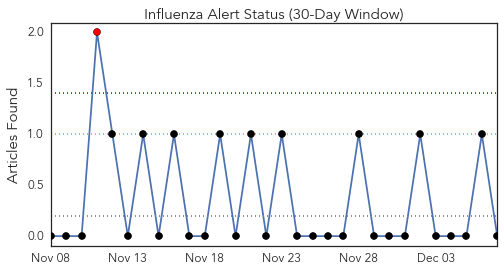 Influenza Alert Status (30-Day Window)
Articles Found
2.0
1.5
1.0
0.5
0.0
Nov 08 Nov 13 Nov 18 Nov 23 Nov 28 Dec 03